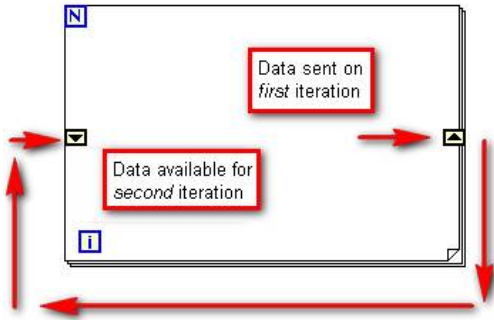 N
Data sent on
first iteration
Data available for
second iteration
i